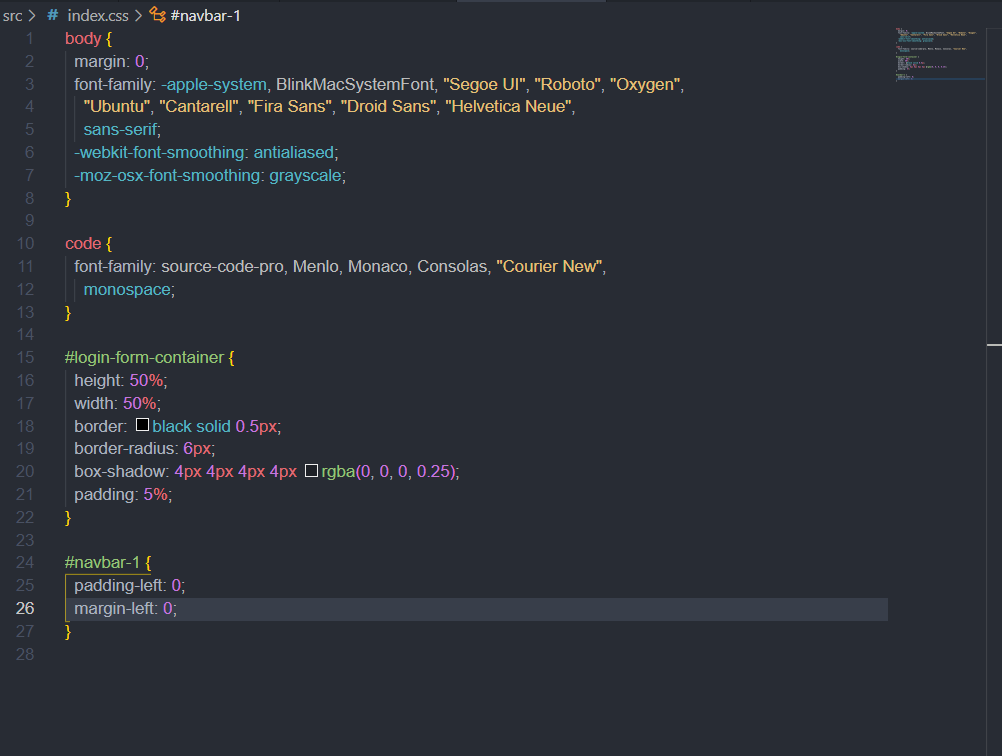 src > # index.css > #navbar-1
1 body {
2 margin: 0;
3 font-family: -apple-system, BlinkMacSystemFont, "Segoe UI", "Roboto", "Oxygen",
4 "Ubuntu", "Cantarell", "Fira Sans", "Droid Sans", "Helvetica Neue",
5 sans-serif;
6 -webkit-font-smoothing: antialiased;
7 -moz-osx-font-smoothing: grayscale;
8 }
9
10 code {
11 font-family: source-code-pro, Menlo, Monaco, Consolas, "Courier New",
12 monospace;
13 }
14
15 #login-form-container {
16 height: 50%;
17 width: 50%;
18 border: black solid 0.5px;
19 border-radius: 6px;
20 box-shadow: 4px 4px 4px 4px rgba(0, 0, 0, 0.25);
21 padding: 5%;
22 }
23
24 #navbar-1 {
25 padding-left: 0;
26 margin-left: 0;
27 }
28